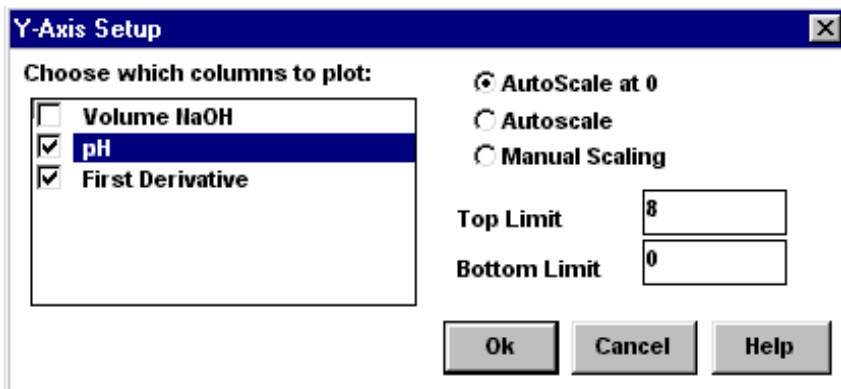 Y-Axis Setup
Choose which columns to plot:
Volume NaOH
pH
First Derivative
AutoScale at 0
Autoscale
Manual Scaling
Top Limit 8
Bottom Limit 0
Ok Cancel Help